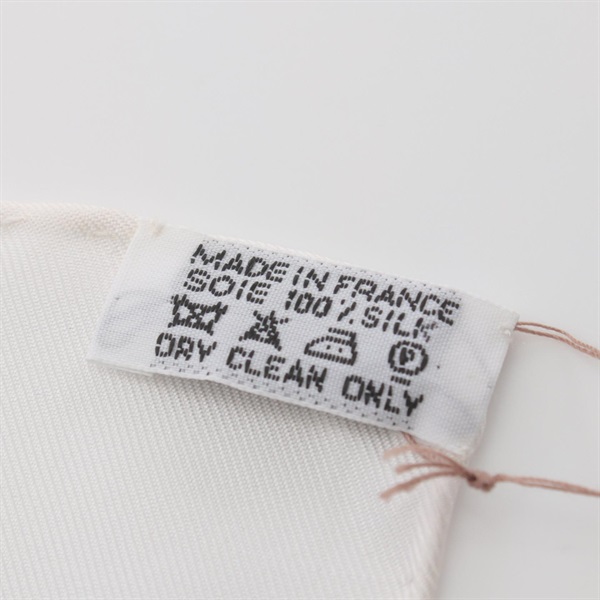 MADE IN FRANCE
SOIE 100% SILK
P
DRY CLEAN ONLY